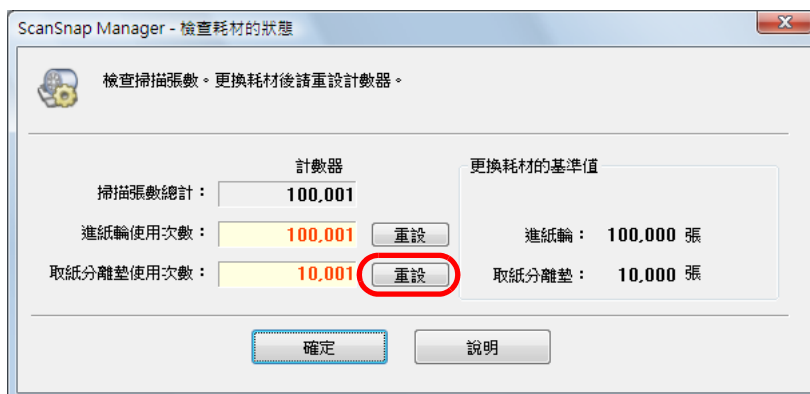 ScanSnap Manager - 檢查耗材的狀態
檢查掃描張數。更換耗材後請重設計數器。
計數器
更換耗材的基準值
掃描張數總計： 100,001
進紙輪使用次數： 100,001 重設 進紙輪： 100,000 張
取紙分離墊使用次數： 10,001 重設 取紙分離墊： 10,000 張
確定 說明